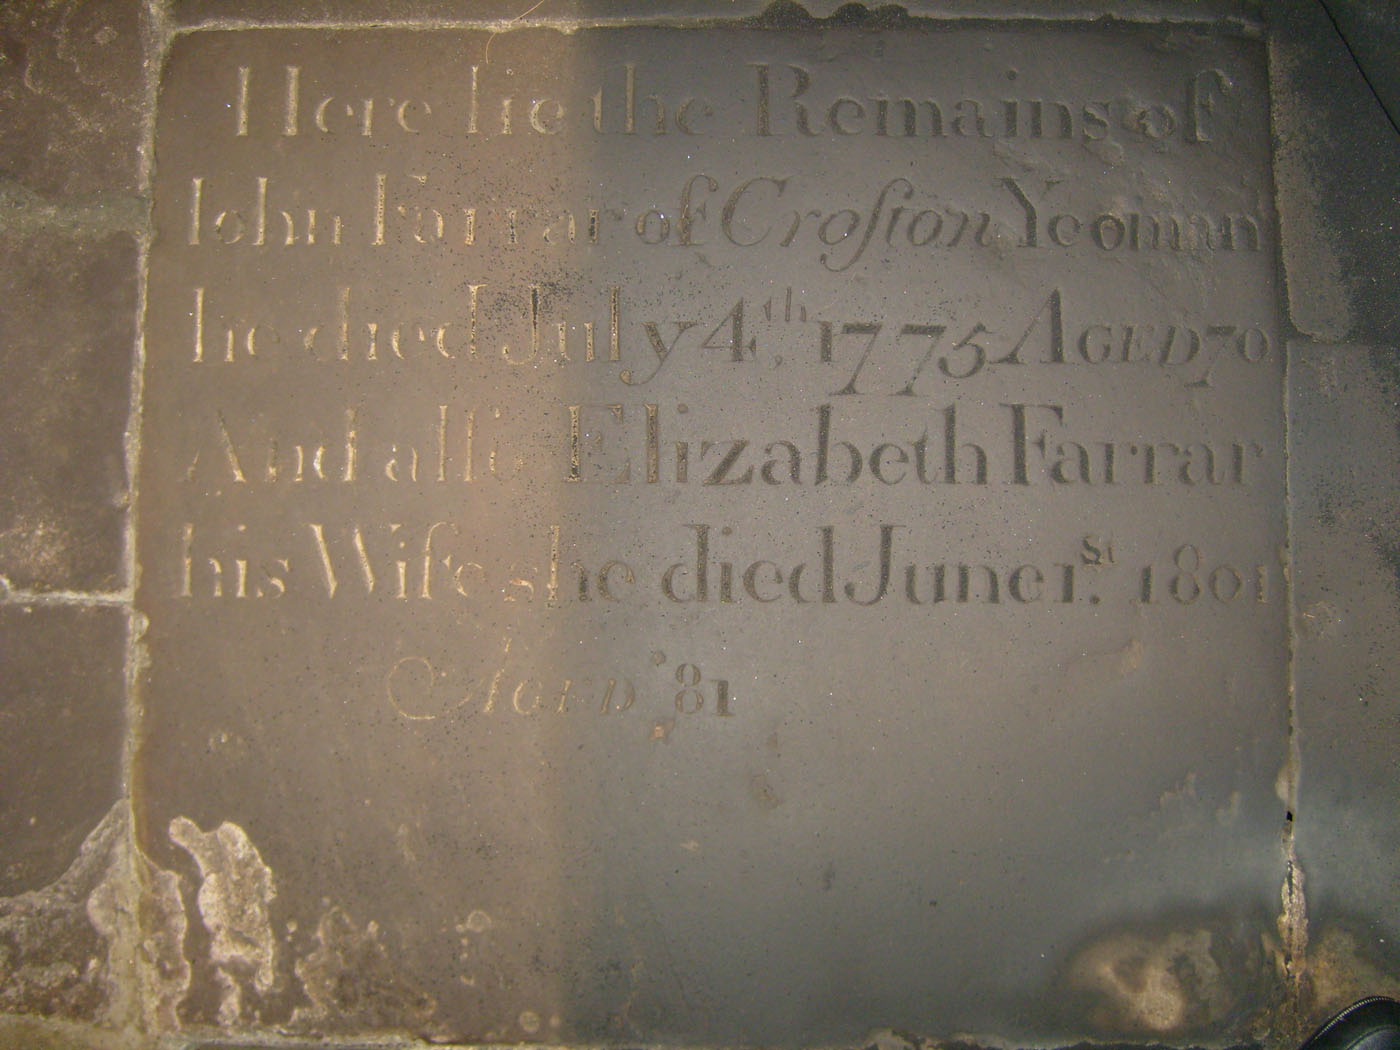 Here lie the Remains of
Iohn Farrar of Croſton Yeoman
he died July 4th, 1775 AGED 70
And alſo Elizabeth Farrar
his Wife she died June 1st. 1801
AGED 81